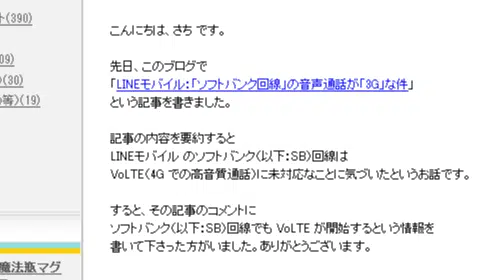 ト(390)
09)
(30)
等)(19)
魔法瓶マグ
こんにちは、さち です。
先日、このブログで
「LINEモバイル：「ソフトバンク回線」の音声通話が「3G」な件」
という記事を書きました。
記事の内容を要約すると
LINEモバイル のソフトバンク(以下：SB)回線は
VoLTE(4G での高音質通話)に未対応なことに気づいたというお話です。
すると、その記事のコメントに
ソフトバンク(以下：SB)回線でも VoLTE が開始するという情報を
書いて下さった方がいました。ありがとうございます。